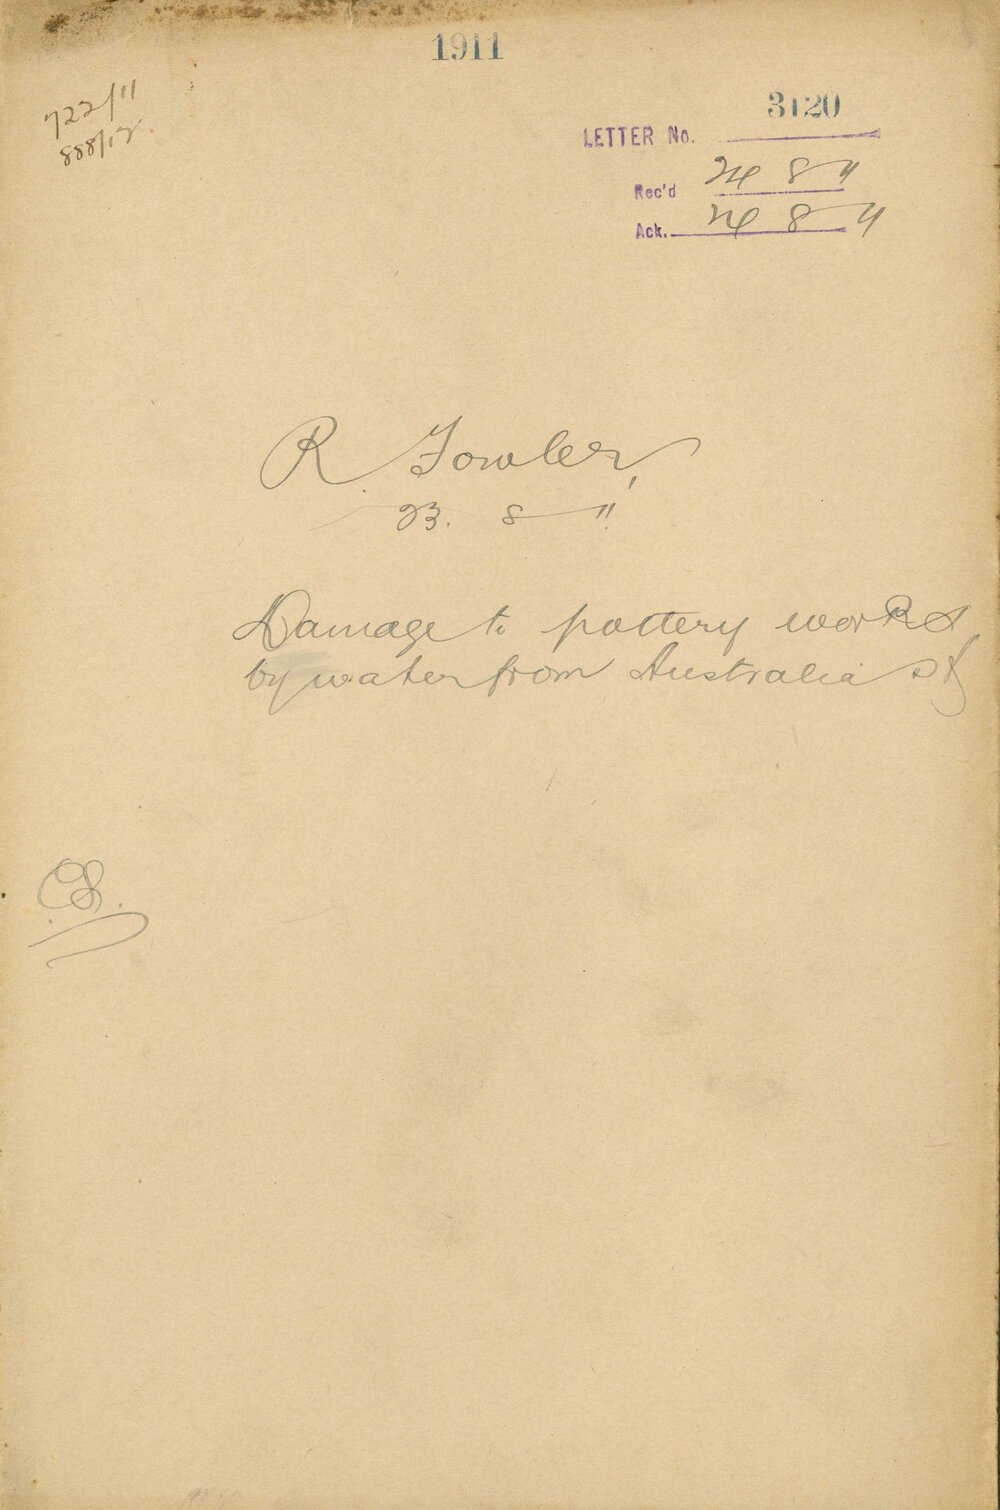 1911
722/11
888/12
3120
LETTER No.
Rec'd 24 8 11
Ack. 24 8 11
R. Fowler,
23. 8 11
Damage to pottery works
by water from Australia st
CS.